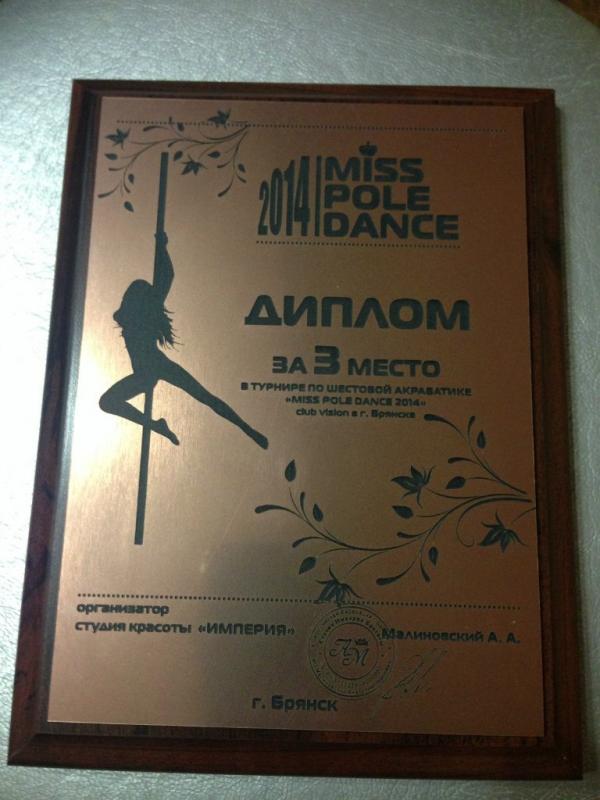 2014
MISS
POLE
DANCE
ДИПЛОМ
ЗА 3 МЕСТО
В ТУРНИРЕ ПО ШЕСТОВОЙ АКРАБАТИКЕ
«MISS POLE DANCE 2014»
club vision в г. Брянске
организатор
студия красоты «ИМПЕРИЯ»
Малиновский А. А.
АМ
г. Брянск